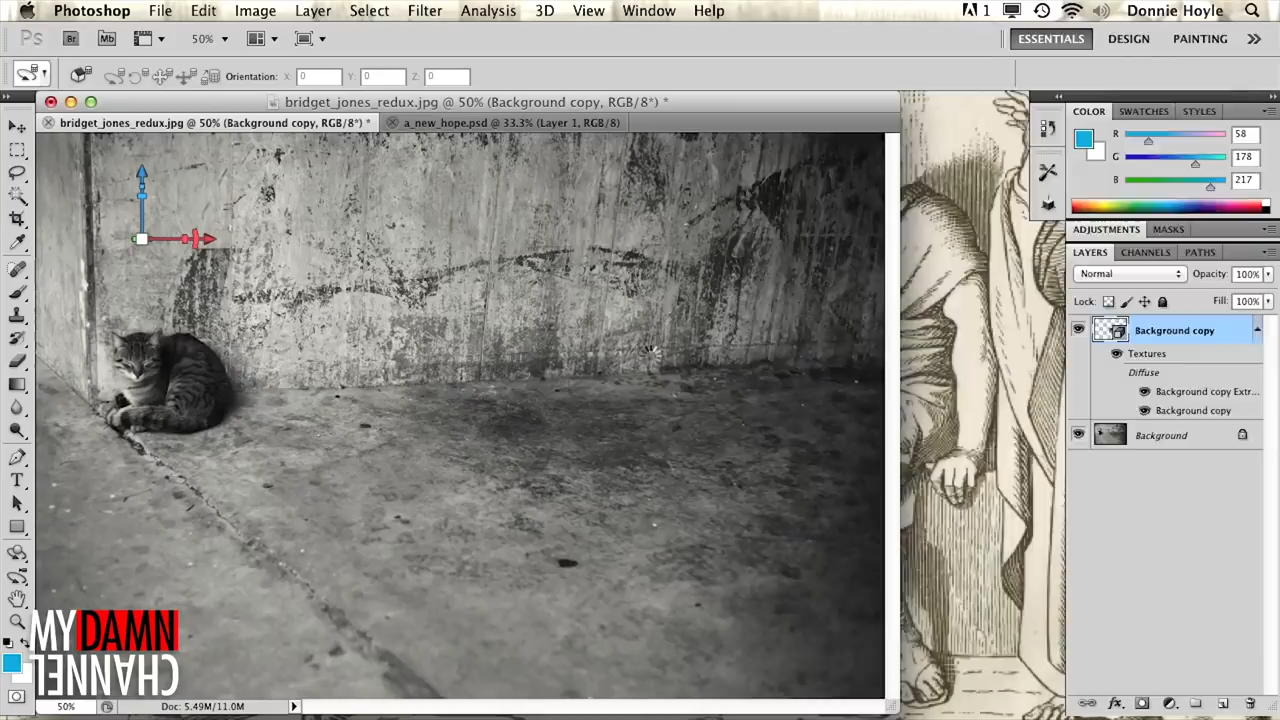 Photoshop File Edit Image Layer Select Filter Analysis 3D View Window Help 1 Donnie Hoyle
Ps Br Mb 50% ESSENTIALS DESIGN PAINTING
Orientation: X: 0 Y: 0 Z: 0
bridget_jones_redux.jpg @ 50% (Background copy, RGB/8*) *
bridget_jones_redux.jpg @ 50% (Background copy, RGB/8*) *
a_new_hope.psd @ 33.3% (Layer 1, RGB/8)
COLOR SWATCHES STYLES
R 58
G 178
B 217
ADJUSTMENTS MASKS
LAYERS CHANNELS PATHS
Normal Opacity: 100%
Lock: Fill: 100%
Background copy
Textures
Diffuse
Background copy Extr...
Background copy
Background
MY DAMN
CHANNEL
50% Doc: 5.49M/11.0M